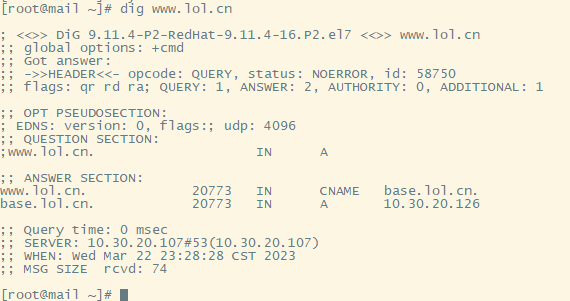 [root@mail ~]# dig www.lol.cn
; <<>> DiG 9.11.4-P2-RedHat-9.11.4-16.P2.el7 <<>> www.lol.cn
;; global options: +cmd
;; Got answer:
;; ->>HEADER<<- opcode: QUERY, status: NOERROR, id: 58750
;; flags: qr rd ra; QUERY: 1, ANSWER: 2, AUTHORITY: 0, ADDITIONAL: 1
;; OPT PSEUDOSECTION:
; EDNS: version: 0, flags:; udp: 4096
;; QUESTION SECTION:
;www.lol.cn. IN A
;; ANSWER SECTION:
www.lol.cn. 20773 IN CNAME base.lol.cn.
base.lol.cn. 20773 IN A 10.30.20.126
;; Query time: 0 msec
;; SERVER: 10.30.20.107#53(10.30.20.107)
;; WHEN: Wed Mar 22 23:28:28 CST 2023
;; MSG SIZE rcvd: 74
[root@mail ~]#